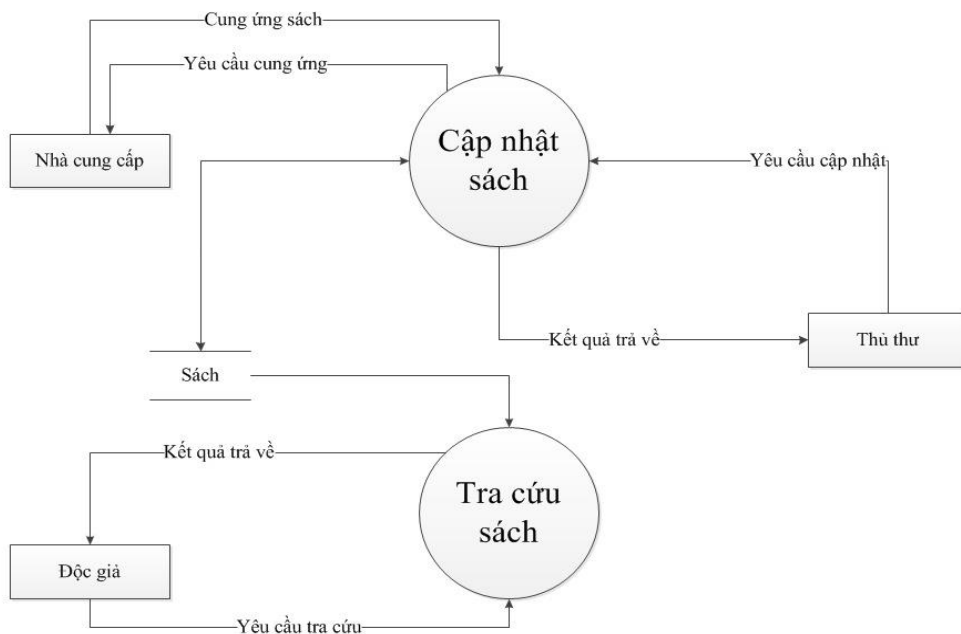 Cung ứng sách
Yêu cầu cung ứng
Nhà cung cấp
Cập nhật
sách
Yêu cầu cập nhật
Kết quả trả về
Thủ thư
Sách
Kết quả trả về
Tra cứu
sách
Độc giả
Yêu cầu tra cứu